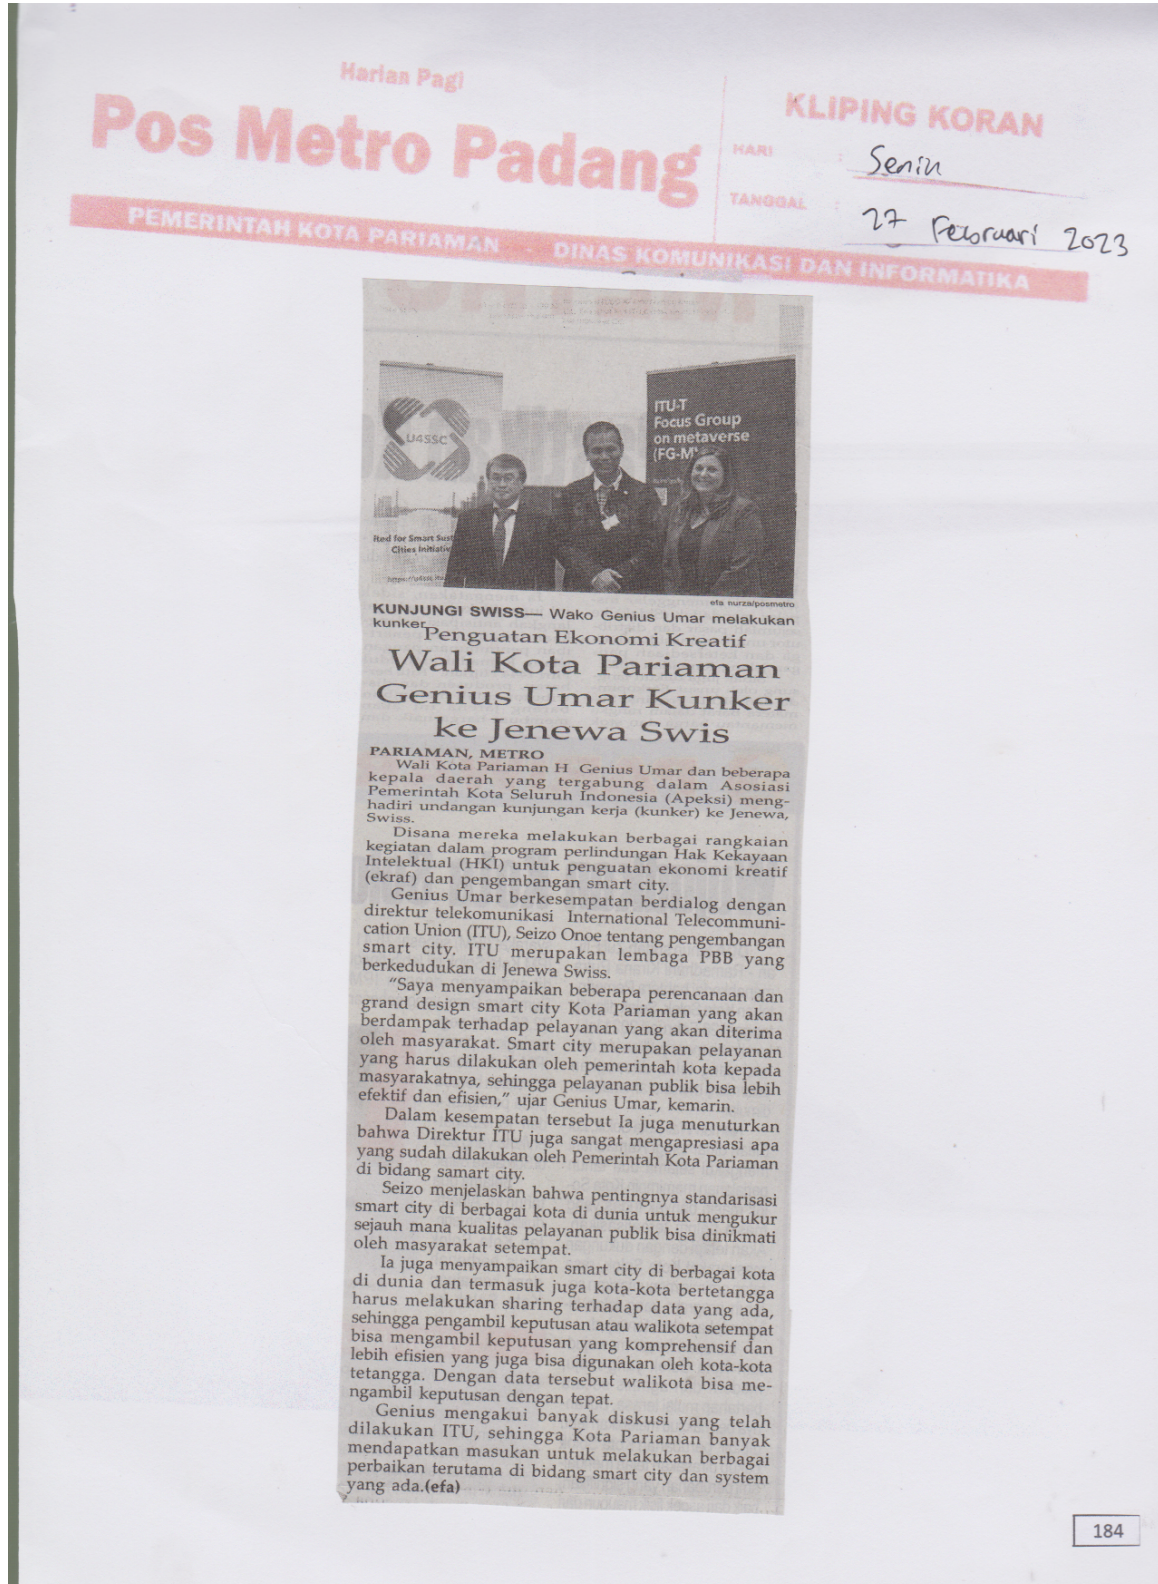 Harian Pagi
Pos Metro Padang
KLIPING KORAN
HARI : Senin
TANGGAL : 27 Februari 2023
PEMERINTAH KOTA PARIAMAN - DINAS KOMUNIKASI DAN INFORMATIKA
U4SSC
ited for Smart Sust
Cities Initiativ
https://u4ssc.itu
ITU-T
Focus Group
on metaverse
(FG-M
efa nurza/posmetro
KUNJUNGI SWISS— Wako Genius Umar melakukan
kunker
Penguatan Ekonomi Kreatif
Wali Kota Pariaman
Genius Umar Kunker
ke Jenewa Swis
PARIAMAN, METRO
Wali Kota Pariaman H Genius Umar dan beberapa
kepala daerah yang tergabung dalam Asosiasi
Pemerintah Kota Seluruh Indonesia (Apeksi) meng-
hadiri undangan kunjungan kerja (kunker) ke Jenewa,
Swiss.
Disana mereka melakukan berbagai rangkaian
kegiatan dalam program perlindungan Hak Kekayaan
Intelektual (HKI) untuk penguatan ekonomi kreatif
(ekraf) dan pengembangan smart city.
Genius Umar berkesempatan berdialog dengan
direktur telekomunikasi International Telecommuni-
cation Union (ITU), Seizo Onoe tentang pengembangan
smart city. ITU merupakan lembaga PBB yang
berkedudukan di Jenewa Swiss.
"Saya menyampaikan beberapa perencanaan dan
grand design smart city Kota Pariaman yang akan
berdampak terhadap pelayanan yang akan diterima
oleh masyarakat. Smart city merupakan pelayanan
yang harus dilakukan oleh pemerintah kota kepada
masyarakatnya, sehingga pelayanan publik bisa lebih
efektif dan efisien," ujar Genius Umar, kemarin.
Dalam kesempatan tersebut Ia juga menuturkan
bahwa Direktur ITU juga sangat mengapresiasi apa
yang sudah dilakukan oleh Pemerintah Kota Pariaman
di bidang samart city.
Seizo menjelaskan bahwa pentingnya standarisasi
smart city di berbagai kota di dunia untuk mengukur
sejauh mana kualitas pelayanan publik bisa dinikmati
oleh masyarakat setempat.
Ia juga menyampaikan smart city di berbagai kota
di dunia dan termasuk juga kota-kota bertetangga
harus melakukan sharing terhadap data yang ada,
sehingga pengambil keputusan atau walikota setempat
bisa mengambil keputusan yang komprehensif dan
lebih efisien yang juga bisa digunakan oleh kota-kota
tetangga. Dengan data tersebut walikota bisa me-
ngambil keputusan dengan tepat.
Genius mengakui banyak diskusi yang telah
dilakukan ITU, sehingga Kota Pariaman banyak
mendapatkan masukan untuk melakukan berbagai
perbaikan terutama di bidang smart city dan system
yang ada.(efa)
184